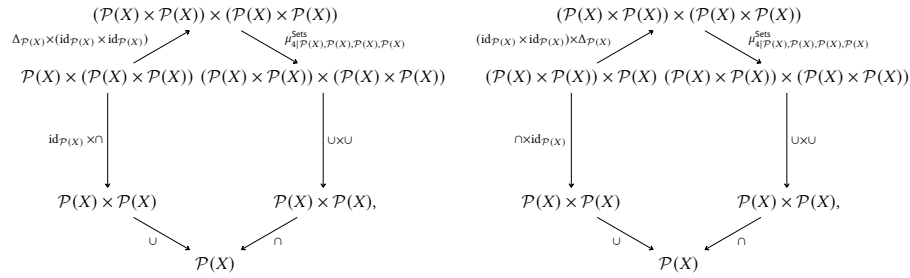 (𝒫(X) × 𝒫(X)) × (𝒫(X) × 𝒫(X))
Δ_{𝒫(X)}×(id_{𝒫(X)} × id_{𝒫(X)})
μ^{Sets}_{4|𝒫(X),𝒫(X),𝒫(X),𝒫(X)}
𝒫(X) × (𝒫(X) × 𝒫(X)) (𝒫(X) × 𝒫(X)) × (𝒫(X) × 𝒫(X))
id_{𝒫(X)} ×∩
∪×∪
𝒫(X) × 𝒫(X)
𝒫(X) × 𝒫(X),
∪
∩
𝒫(X)
(𝒫(X) × 𝒫(X)) × (𝒫(X) × 𝒫(X))
(id_{𝒫(X)} × id_{𝒫(X)})×Δ_{𝒫(X)}
μ^{Sets}_{4|𝒫(X),𝒫(X),𝒫(X),𝒫(X)}
(𝒫(X) × 𝒫(X)) × 𝒫(X) (𝒫(X) × 𝒫(X)) × (𝒫(X) × 𝒫(X))
∩×id_{𝒫(X)}
∪×∪
𝒫(X) × 𝒫(X)
𝒫(X) × 𝒫(X),
∪
∩
𝒫(X)